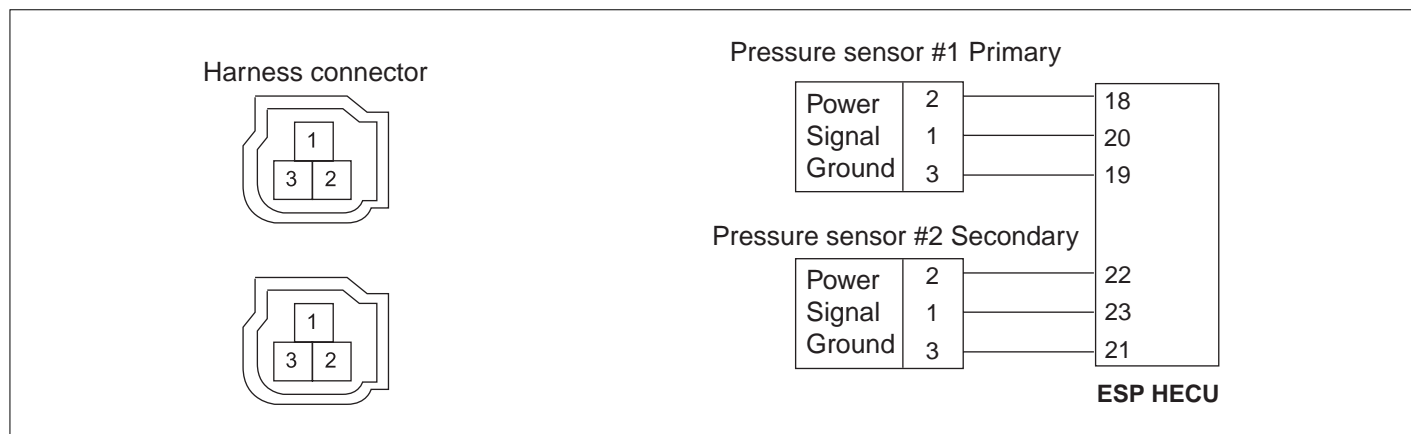 Harness connector
1
3 2
1
3 2
Pressure sensor #1 Primary
Power 2 18
Signal 1 20
Ground 3 19
Pressure sensor #2 Secondary
Power 2 22
Signal 1 23
Ground 3 21
ESP HECU